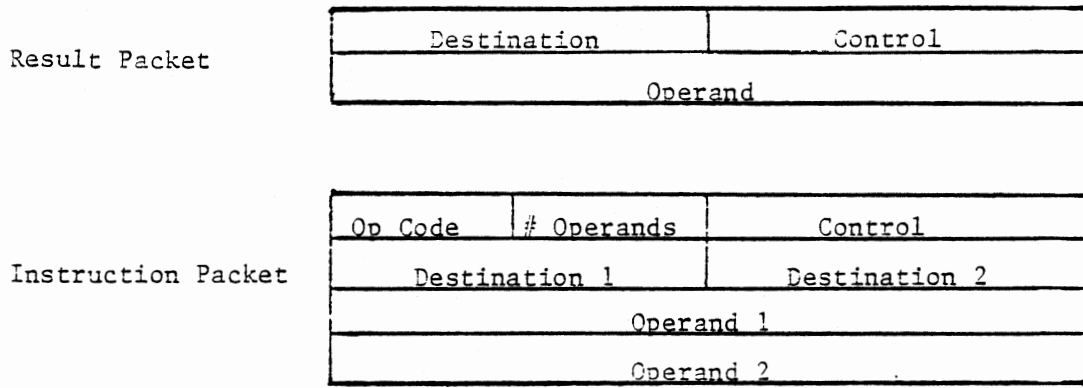 Destination Control
Result Packet
Operand
Op Code # Operands Control
Instruction Packet Destination 1 Destination 2
Operand 1
Operand 2